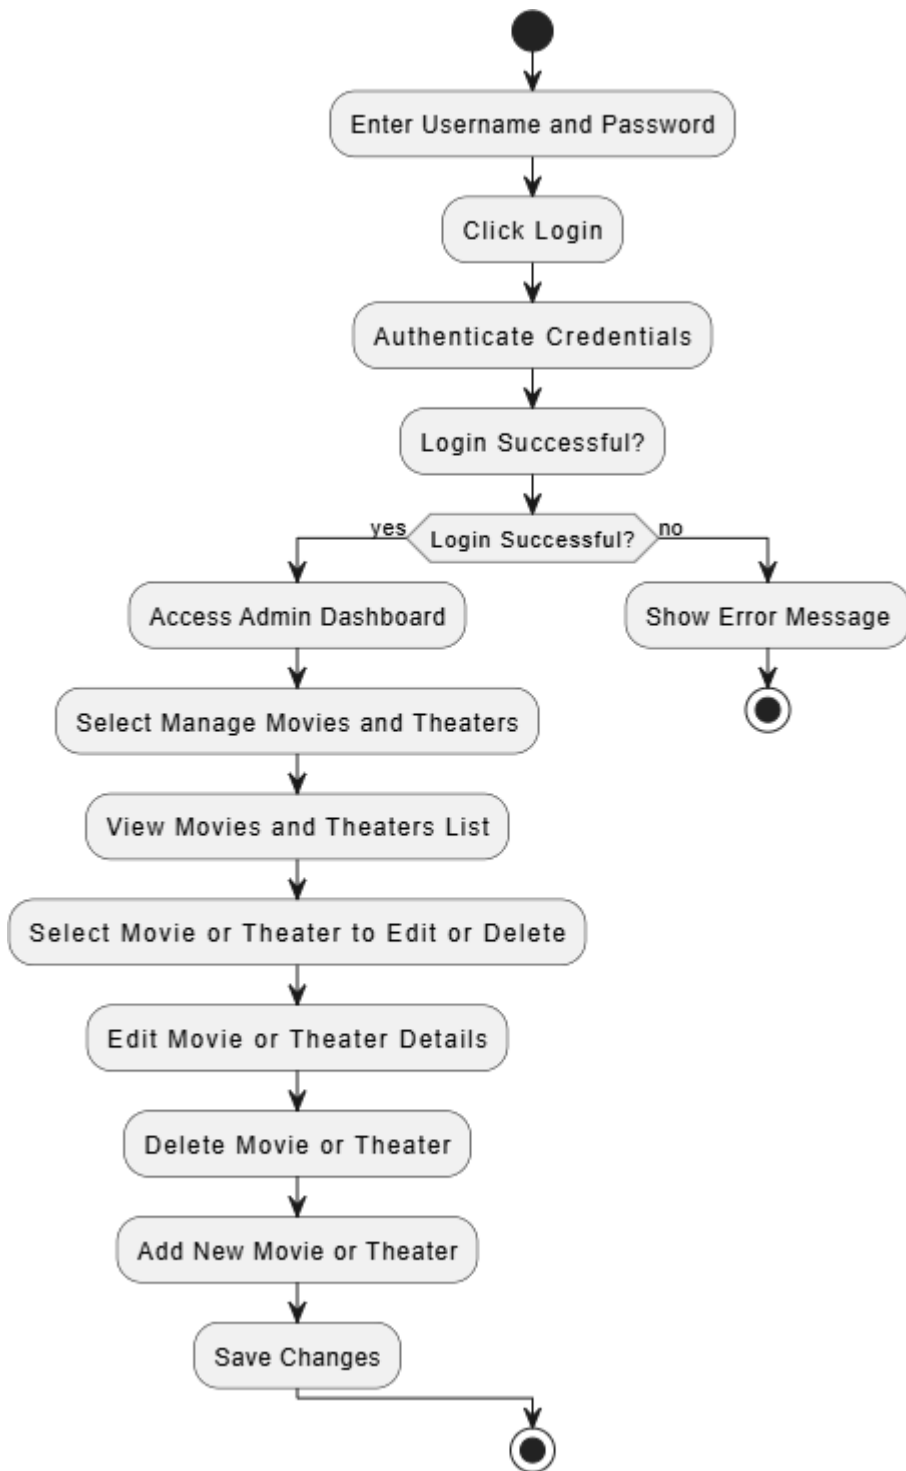 Enter Username and Password
Click Login
Authenticate Credentials
Login Successful?
yes
Login Successful?
no
Access Admin Dashboard
Show Error Message
Select Manage Movies and Theaters
View Movies and Theaters List
Select Movie or Theater to Edit or Delete
Edit Movie or Theater Details
Delete Movie or Theater
Add New Movie or Theater
Save Changes